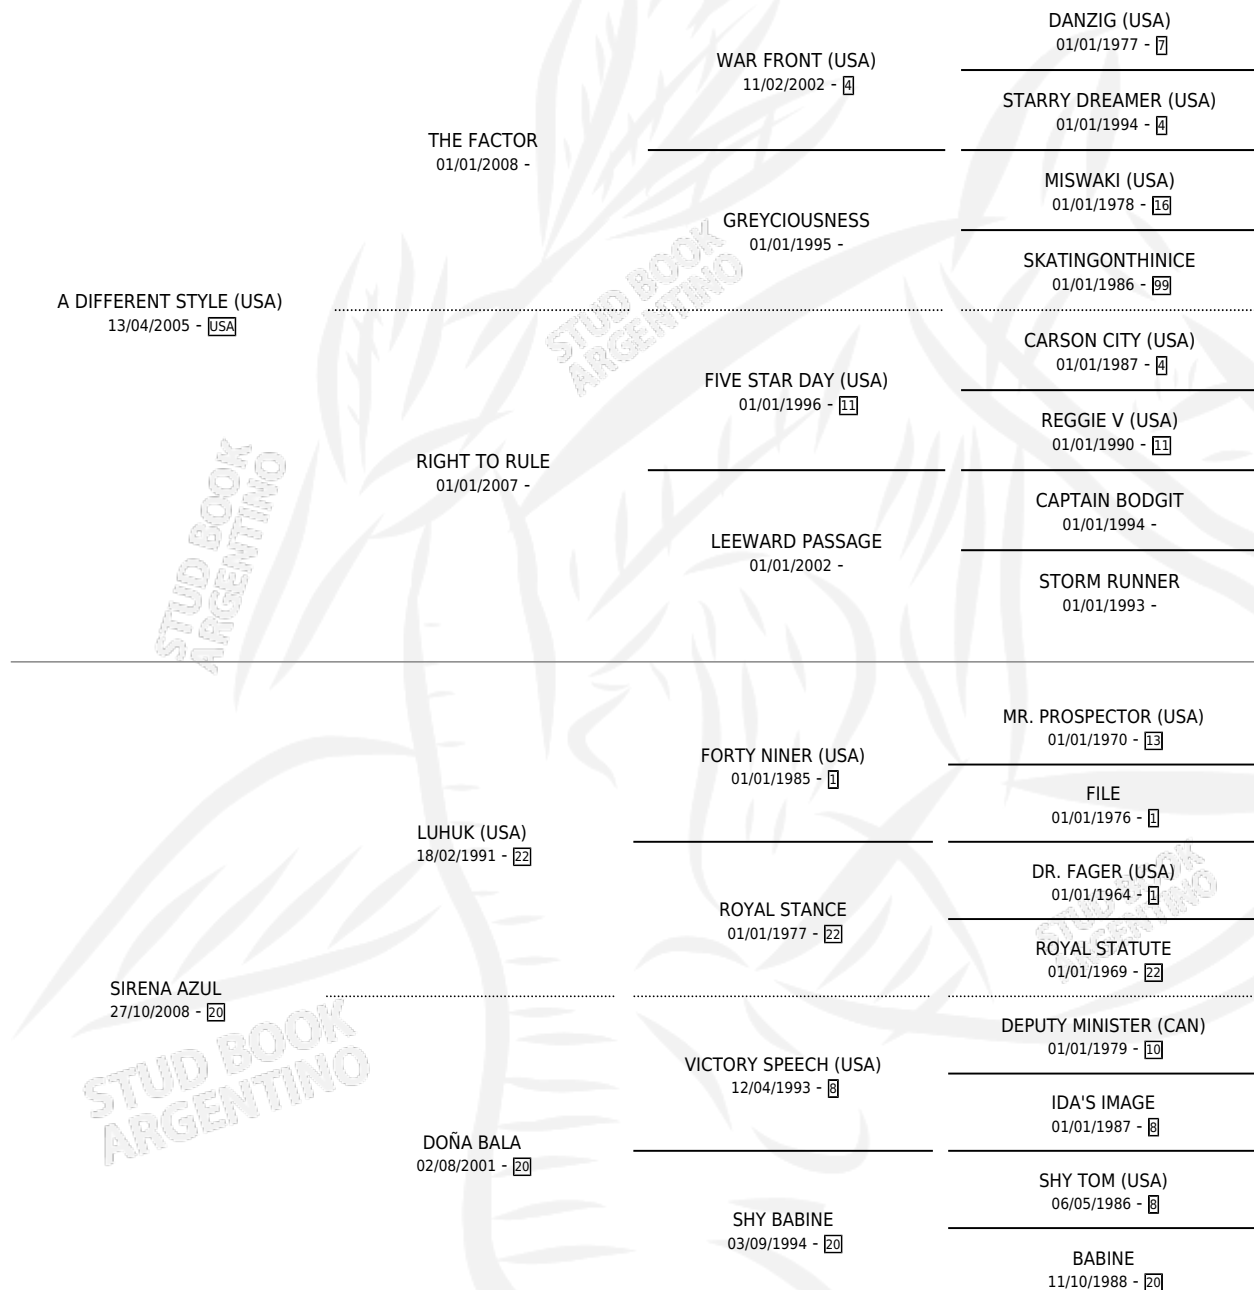 DANZIG (USA)
01/01/1977 - 7
WAR FRONT (USA)
11/02/2002 - 4
STARRY DREAMER (USA)
01/01/1994 - 4
THE FACTOR
01/01/2008 -
MISWAKI (USA)
01/01/1978 - 16
GREYCIOUSNESS
01/01/1995 -
SKATINGONTHINICE
01/01/1986 - 99
A DIFFERENT STYLE (USA)
13/04/2005 - USA
CARSON CITY (USA)
01/01/1987 - 4
FIVE STAR DAY (USA)
01/01/1996 - 11
REGGIE V (USA)
01/01/1990 - 11
RIGHT TO RULE
01/01/2007 -
CAPTAIN BODGIT
01/01/1994 -
LEEWARD PASSAGE
01/01/2002 -
STORM RUNNER
01/01/1993 -
STUD BOOK
ARGENTINO
STUD BOOK
ARGENTINO
MR. PROSPECTOR (USA)
01/01/1970 - 13
FORTY NINER (USA)
01/01/1985 - 1
FILE
01/01/1976 - 1
LUHUK (USA)
18/02/1991 - 22
DR. FAGER (USA)
01/01/1964 - 1
ROYAL STANCE
01/01/1977 - 22
ROYAL STATUTE
01/01/1969 - 22
STUD BOOK
ARGENTINO
SIRENA AZUL
27/10/2008 - 20
DEPUTY MINISTER (CAN)
01/01/1979 - 10
VICTORY SPEECH (USA)
12/04/1993 - 8
IDA'S IMAGE
01/01/1987 - 8
DOÑA BALA
02/08/2001 - 20
SHY TOM (USA)
06/05/1986 - 8
SHY BABINE
03/09/1994 - 20
BABINE
11/10/1988 - 20
STUD BOOK
ARGENTINO